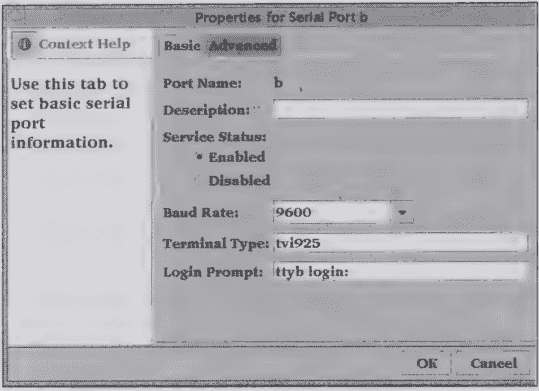 Properties for Serial Port b
Context Help
Basic Advanced
Use this tab to
set basic serial
port
information.
Port Name: b
Description:
Service Status:
Enabled
Disabled
Baud Rate: 9600
Terminal Type: tvi925
Login Prompt: ttyb login:
OK Cancel